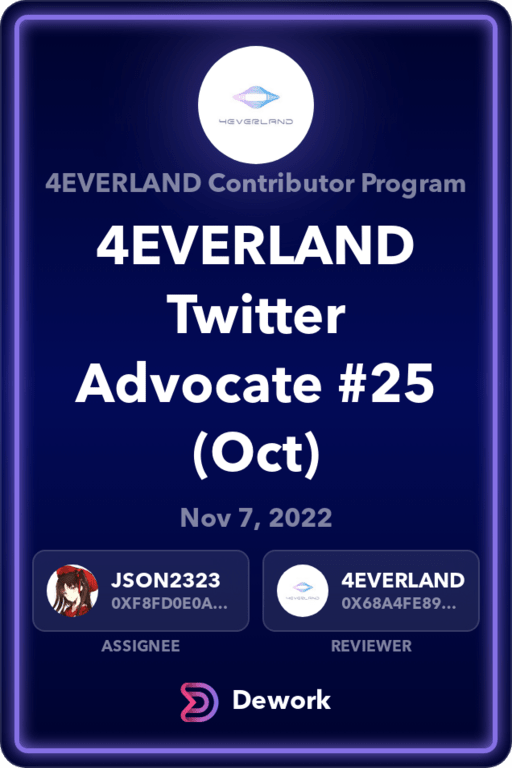 4EVERLAND
4EVERLAND Contributor Program
4EVERLAND
Twitter
Advocate #25
(Oct)
Nov 7, 2022
JSON2323
0XF8FD0E0A...
4EVERLAND
4EVERLAND
0X68A4FE89...
ASSIGNEE
REVIEWER
Dework